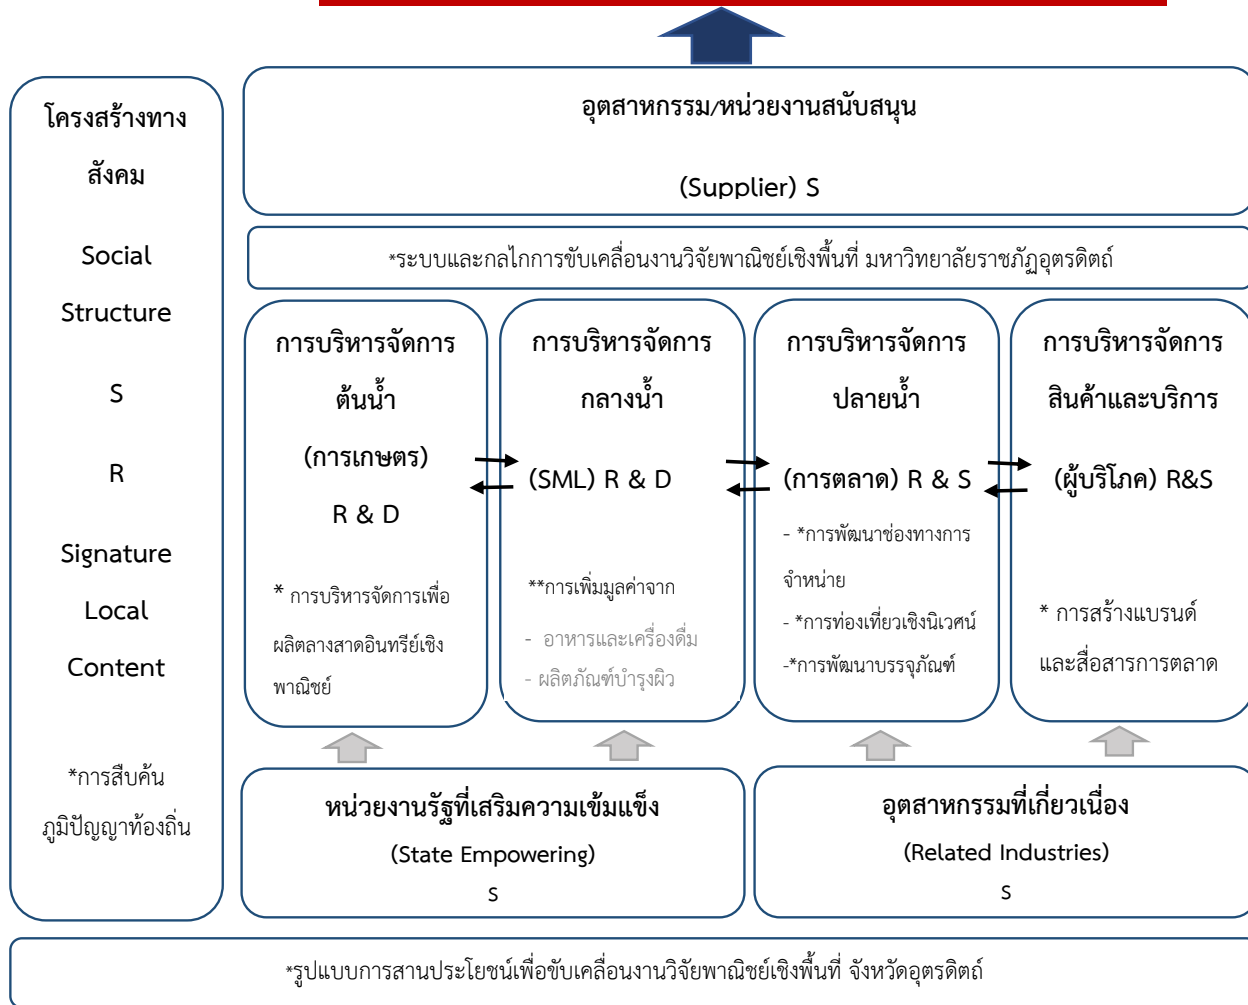 โครงสร้างทาง
สังคม
Social
Structure
S
R
Signature
Local
Content
*การสืบค้น
ภูมิปัญญาท้องถิ่น
อุตสาหกรรม/หน่วยงานสนับสนุน
(Supplier) S
*ระบบและกลไกการขับเคลื่อนงานวิจัยพาณิชย์เชิงพื้นที่ มหาวิทยาลัยราชภัฏอุตรดิตถ์
การบริหารจัดการ
ต้นน้ำ
(การเกษตร)
R & D
* การบริหารจัดการเพื่อ
ผลิตลางสาดอินทรีย์เชิง
พาณิชย์
การบริหารจัดการ
กลางน้ำ
(SML) R & D
**การเพิ่มมูลค่าจาก
- อาหารและเครื่องดื่ม
- ผลิตภัณฑ์บำรุงผิว
การบริหารจัดการ
ปลายน้ำ
(การตลาด) R & S
- *การพัฒนาช่องทางการ
จำหน่าย
- *การท่องเที่ยวเชิงนิเวศน์
-*การพัฒนาบรรจุภัณฑ์
การบริหารจัดการ
สินค้าและบริการ
(ผู้บริโภค) R&S
* การสร้างแบรนด์
และสื่อสารการตลาด
หน่วยงานรัฐที่เสริมความเข้มแข็ง
(State Empowering)
S
อุตสาหกรรมที่เกี่ยวเนื่อง
(Related Industries)
S
*รูปแบบการสานประโยชน์เพื่อขับเคลื่อนงานวิจัยพาณิชย์เชิงพื้นที่ จังหวัดอุตรดิตถ์